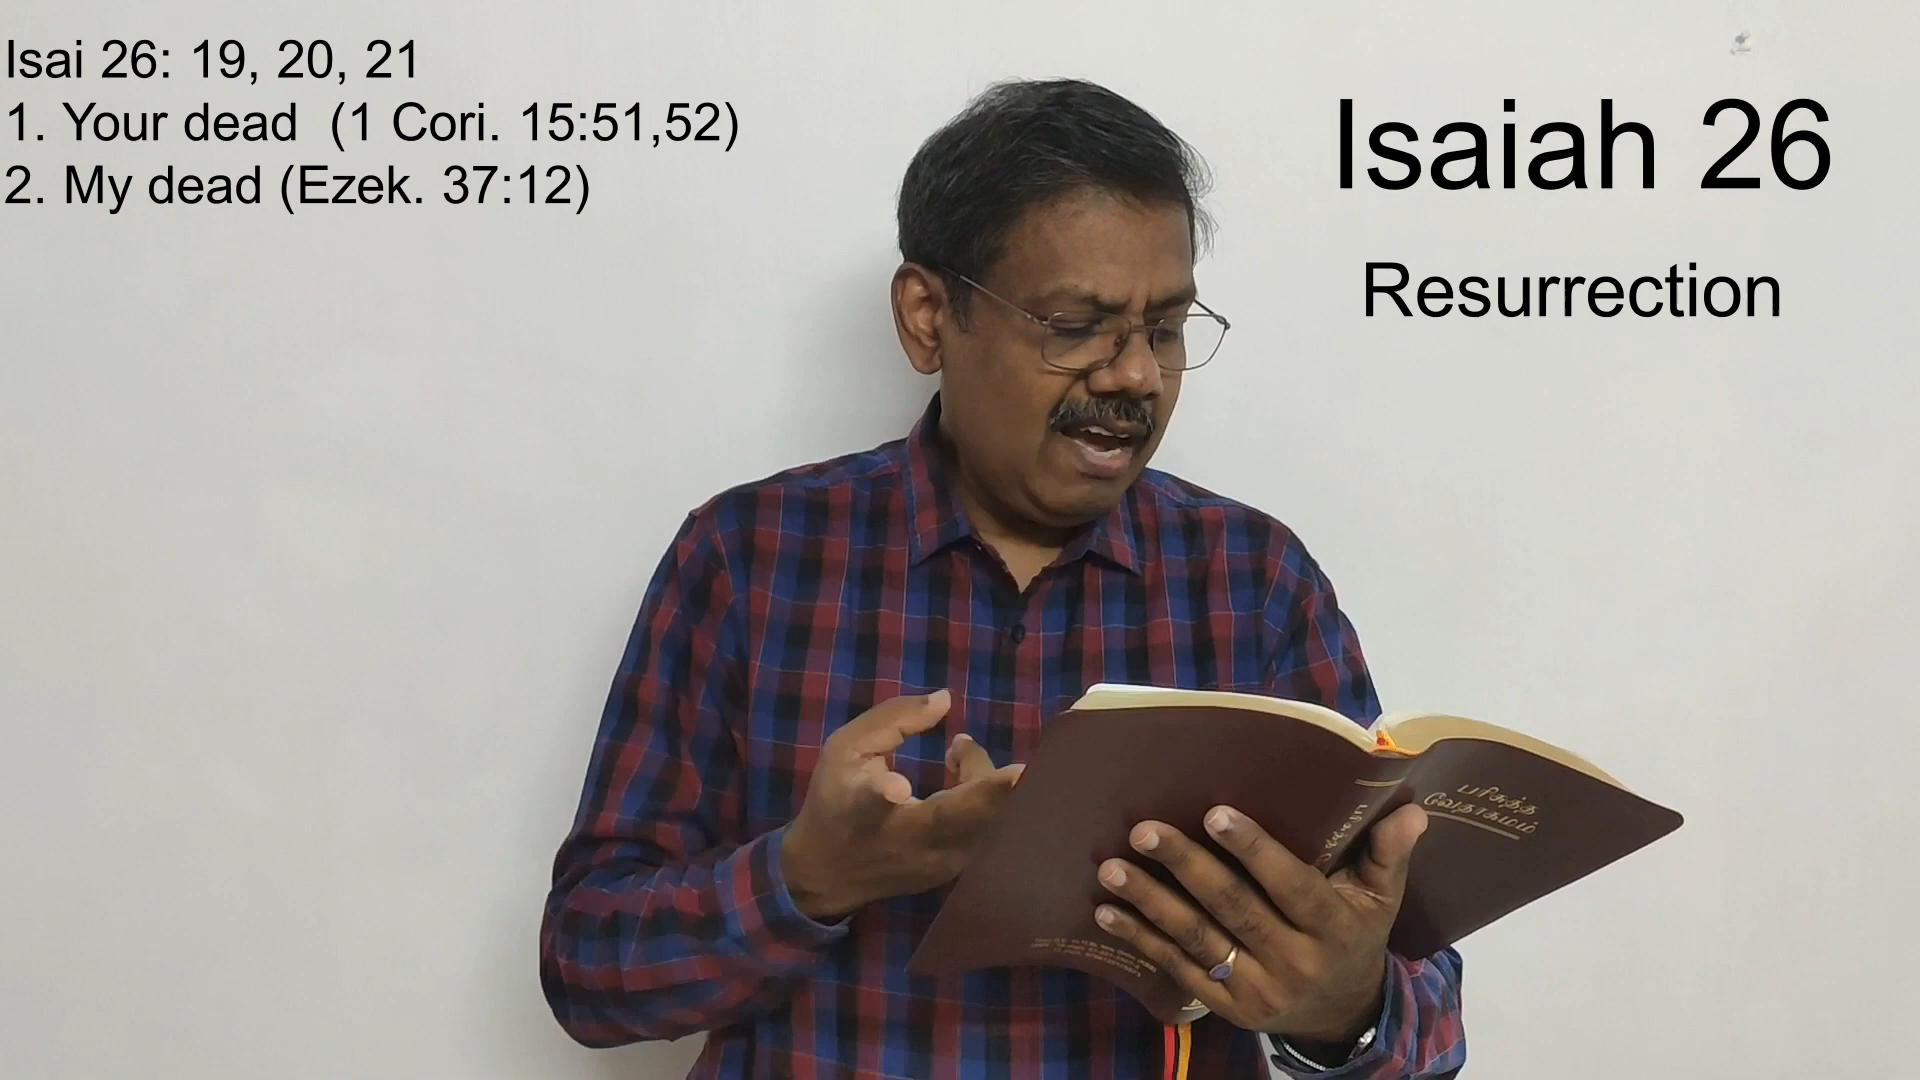 Isai 26: 19, 20, 21
1. Your dead  (1 Cori. 15:51,52)
2. My dead (Ezek. 37:12)
Isaiah 26
Resurrection
பரிசுத்த
வேதாகமம்